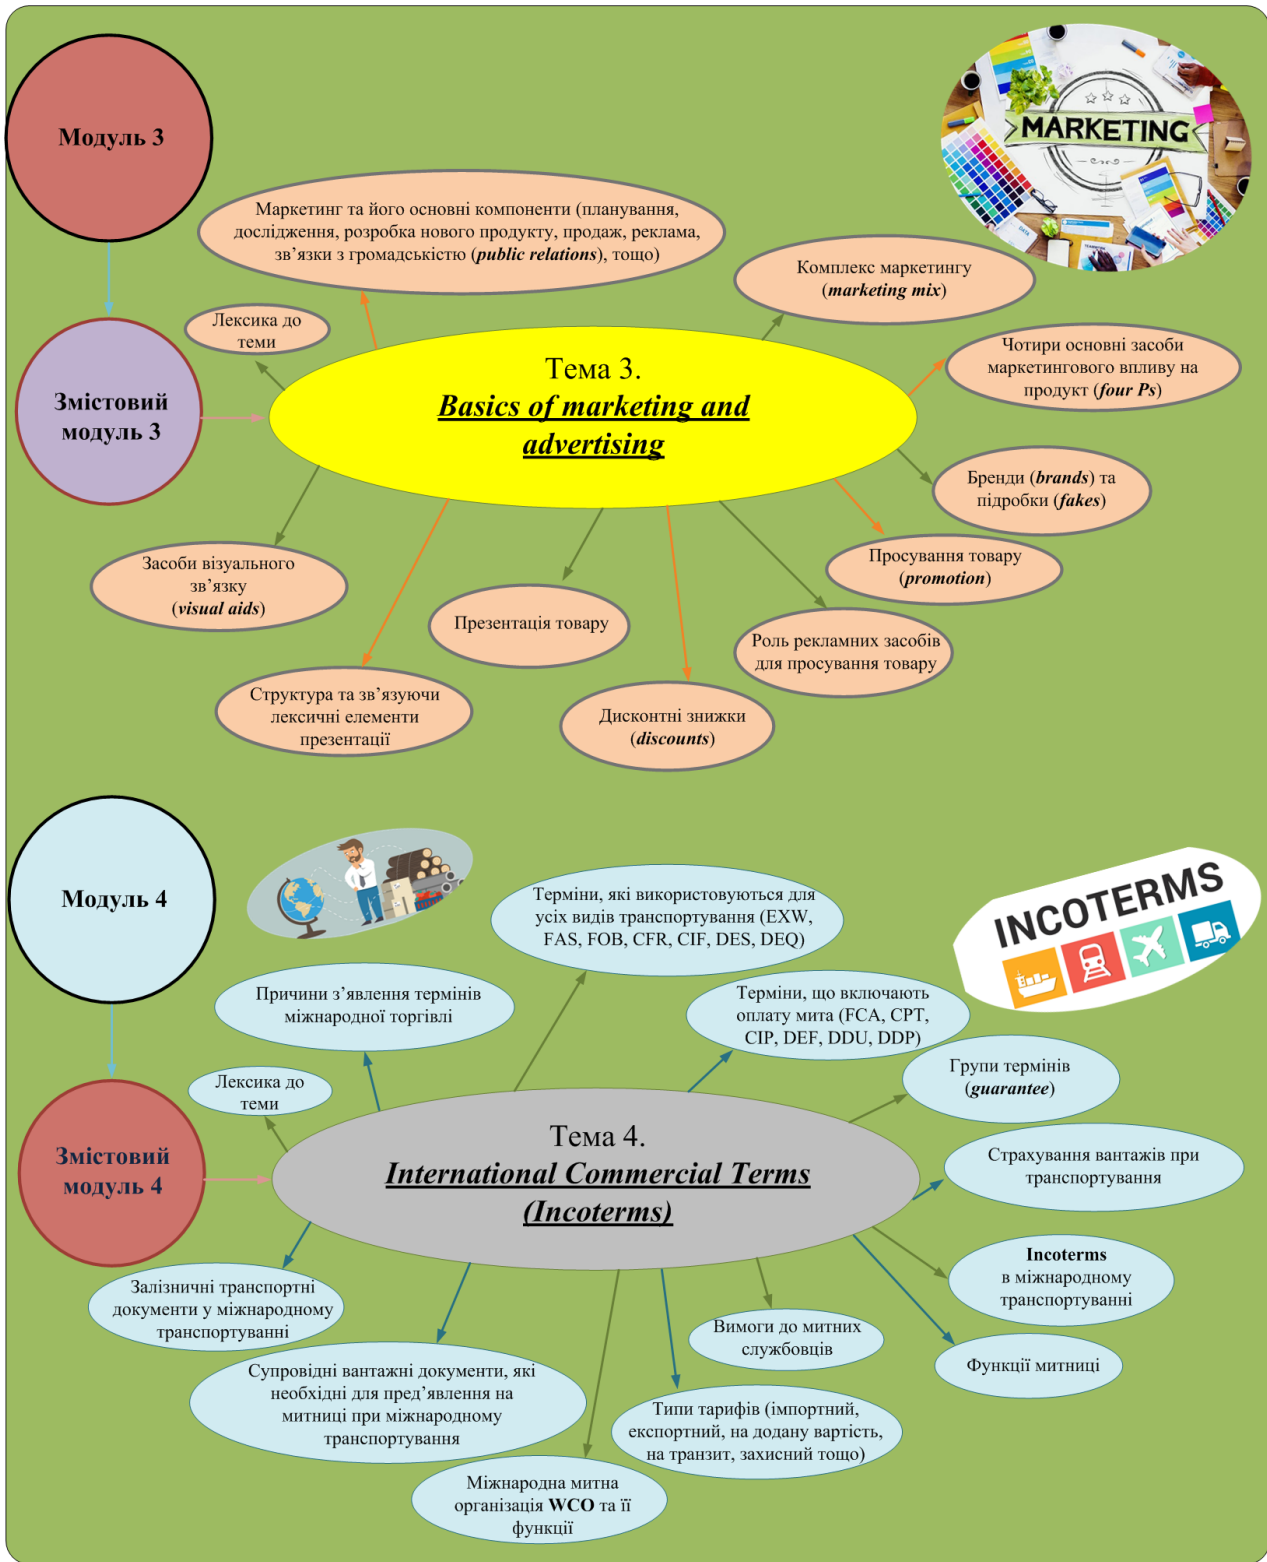 Модуль 3
MARKETING
DATA
Маркетинг та його основні компоненти (планування,
дослідження, розробка нового продукту, продаж, реклама,
зв’язки з громадськістю (public relations), тощо)
Комплекс маркетингу
(marketing mix)
Лексика до
теми
Чотири основні засоби
маркетингового впливу на
продукт (four Ps)
Змістовий
модуль 3
Тема 3.
Basics of marketing and
advertising
Бренди (brands) та
підробки (fakes)
Просування товару
(promotion)
Засоби візуального
зв’язку
(visual aids)
Презентація товару
Роль рекламних засобів
для просування товару
Структура та зв’язуючи
лексичні елементи
презентації
Дисконтні знижки
(discounts)
Модуль 4
INCOTERMS
Терміни, які використовуються для
усіх видів транспортування (EXW,
FAS, FOB, CFR, CIF, DES, DEQ)
Причини з’явлення термінів
міжнародної торгівлі
Терміни, що включають
оплату мита (FCA, CPT,
CIP, DEF, DDU, DDP)
Лексика до
теми
Групи термінів
(guarantee)
Змістовий
модуль 4
Тема 4.
International Commercial Terms
(Incoterms)
Страхування вантажів при
транспортування
Incoterms
в міжнародному
транспортуванні
Залізничні транспортні
документи у міжнародному
транспортуванні
Вимоги до митних
службовців
Функції митниці
Супровідні вантажні документи, які
необхідні для пред’явлення на
митниці при міжнародному
транспортування
Типи тарифів (імпортний,
експортний, на додану вартість,
на транзит, захисний тощо)
Міжнародна митна
організація WCO та її
функції